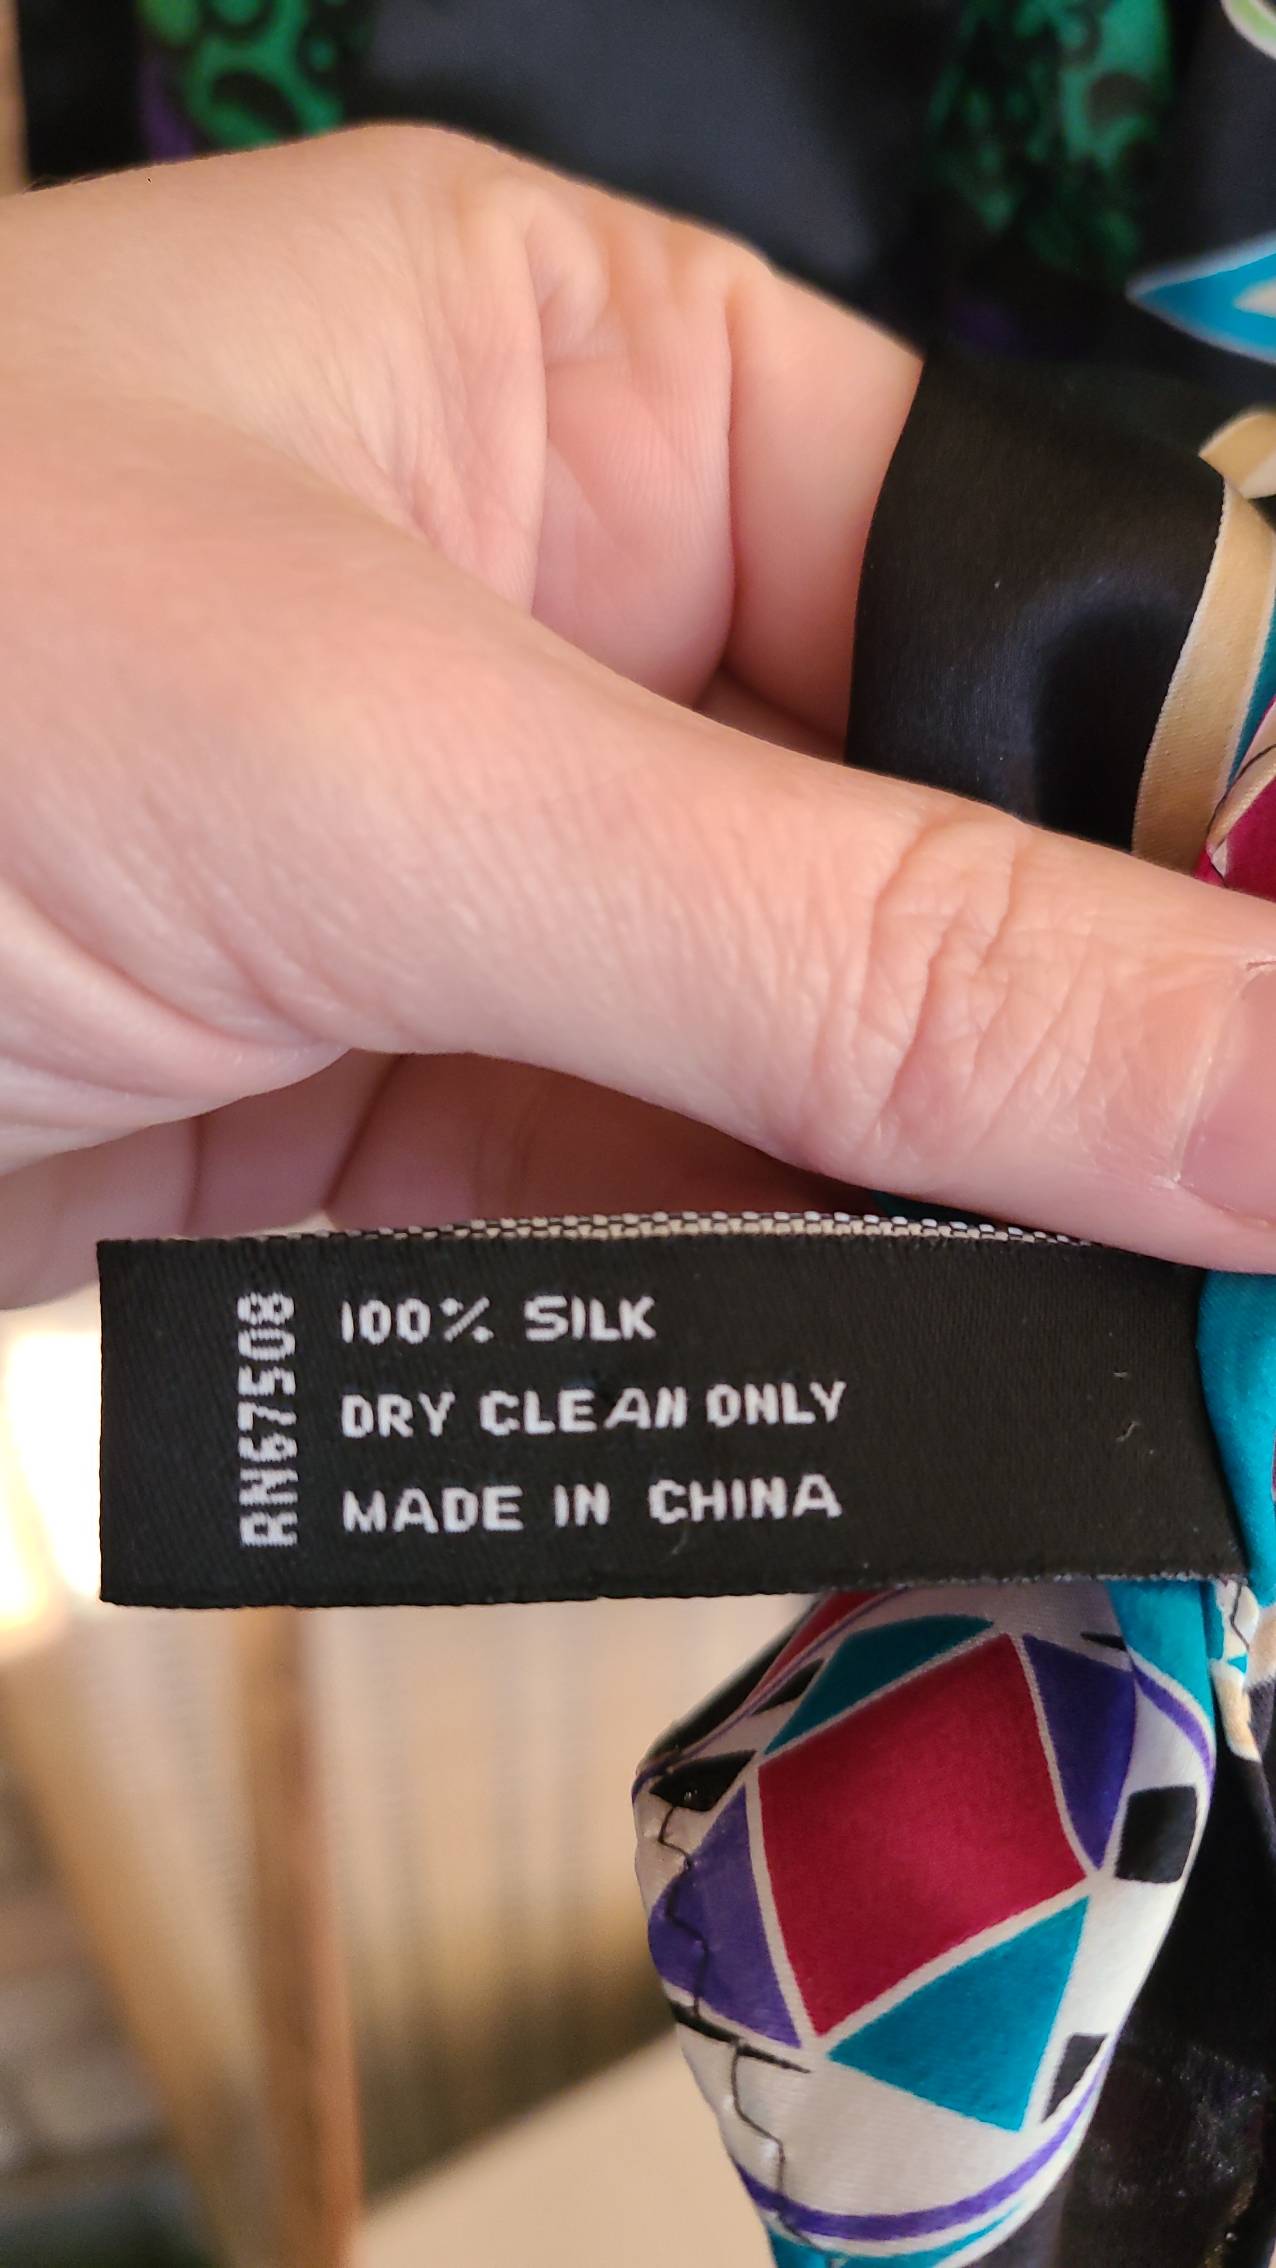 RN67508
100% SILK
DRY CLEAN ONLY
MADE IN CHINA